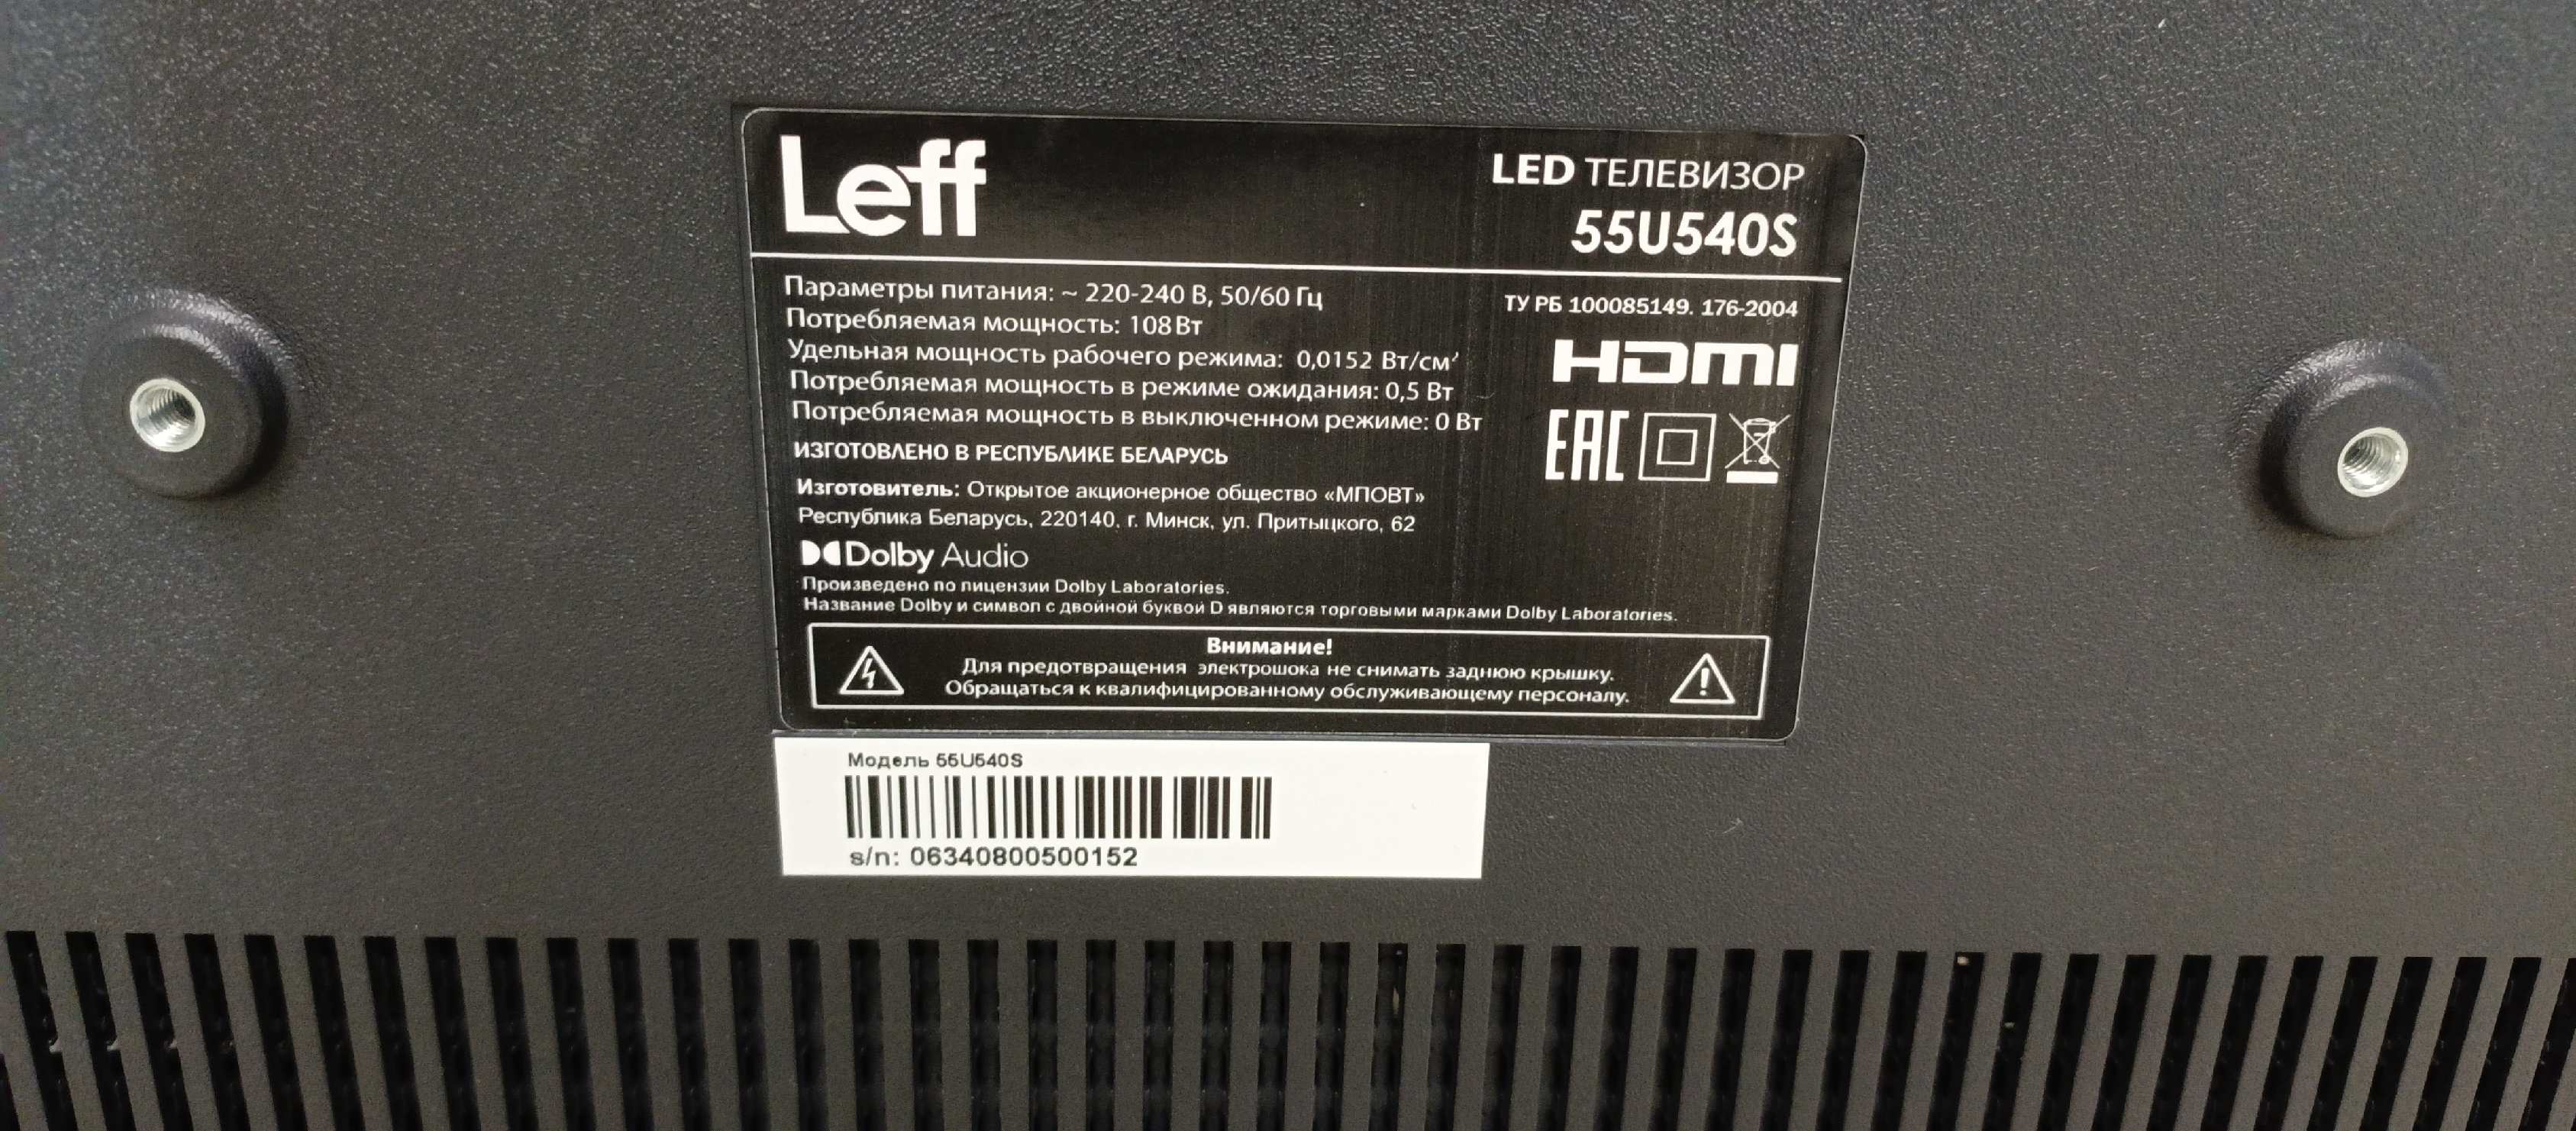 Leff
LED ТЕЛЕВИЗОР
55U540S
Параметры питания: ~ 220-240 В, 50/60 Гц
Потребляемая мощность: 108 Вт
Удельная мощность рабочего режима: 0,0152 Вт/см²
Потребляемая мощность в режиме ожидания: 0,5 Вт
Потребляемая мощность в выключенном режиме: 0 Вт
ИЗГОТОВЛЕНО В РЕСПУБЛИКЕ БЕЛАРУСЬ
Изготовитель: Открытое акционерное общество «МПОВТ»
Республика Беларусь, 220140, г. Минск, ул. Притыцкого, 62
ТУ РБ 100085149. 176-2004
HDMI
EAC
Dolby Audio
Произведено по лицензии Dolby Laboratories.
Название Dolby и символ с двойной буквой D являются торговыми марками Dolby Laboratories.
Внимание!
Для предотвращения электрошока не снимать заднюю крышку.
Обращаться к квалифицированному обслуживающему персоналу.
Модель 55U540S
s/n: 06340800500152